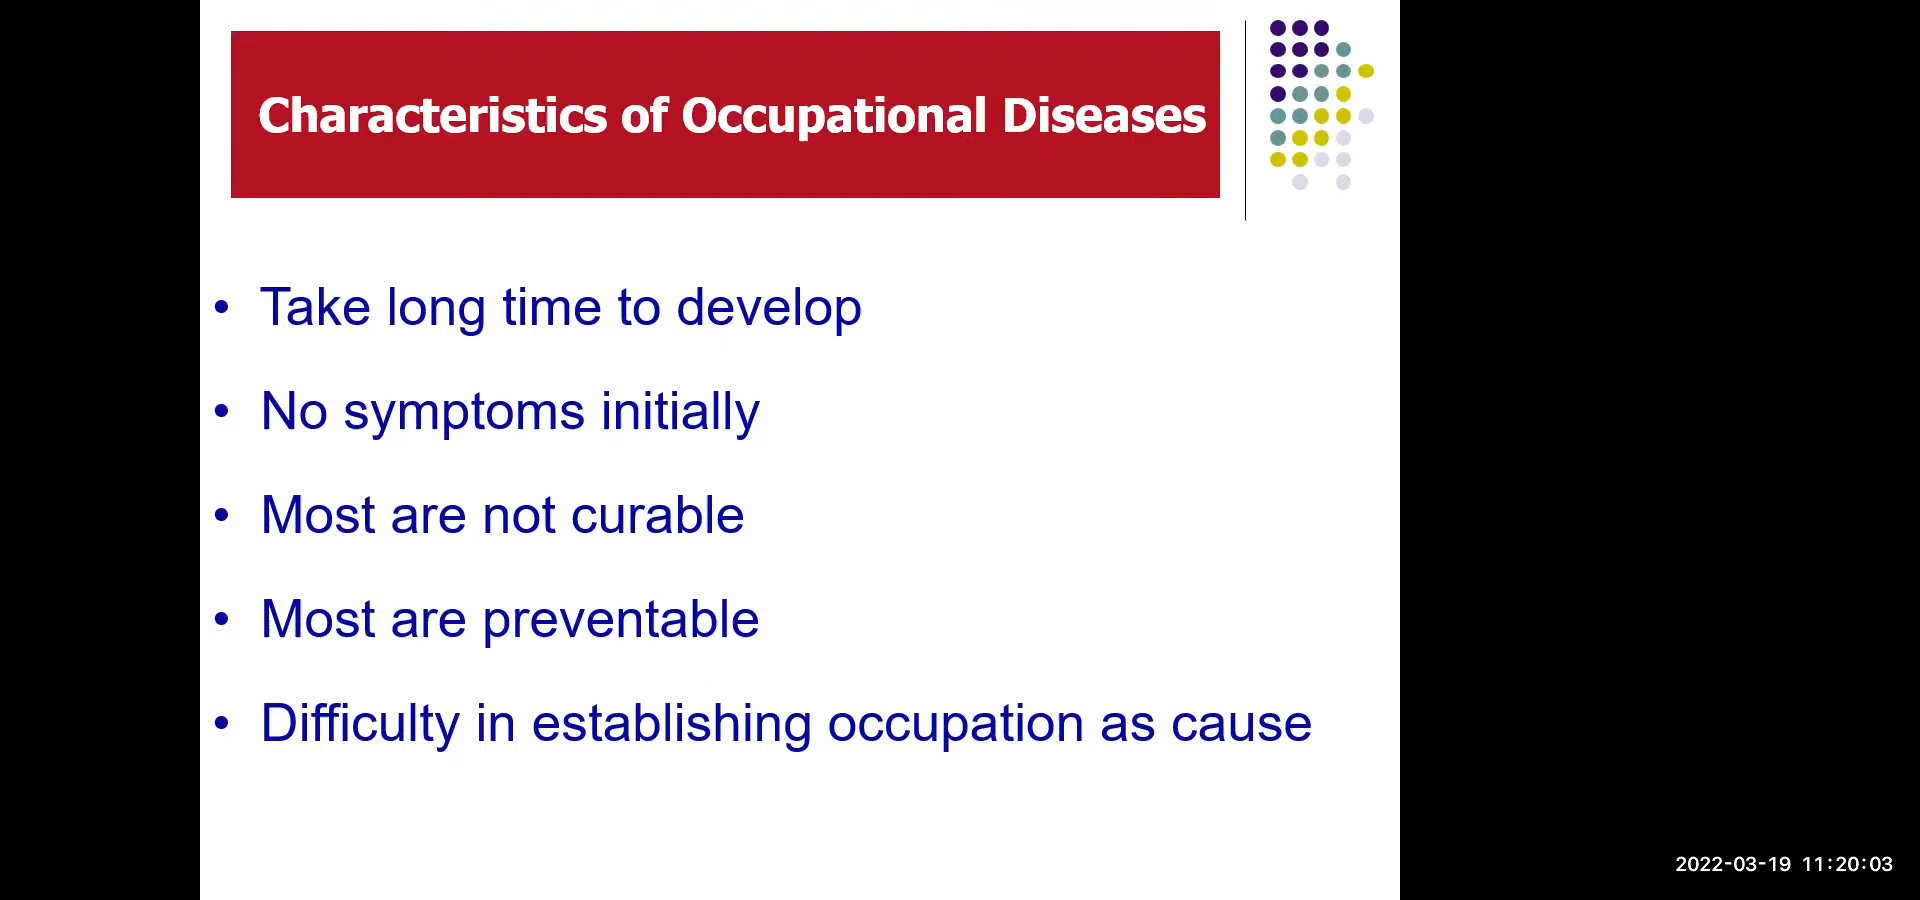 Characteristics of Occupational Diseases
• Take long time to develop
• No symptoms initially
• Most are not curable
• Most are preventable
• Difficulty in establishing occupation as cause
2022-03-19 11:20:03